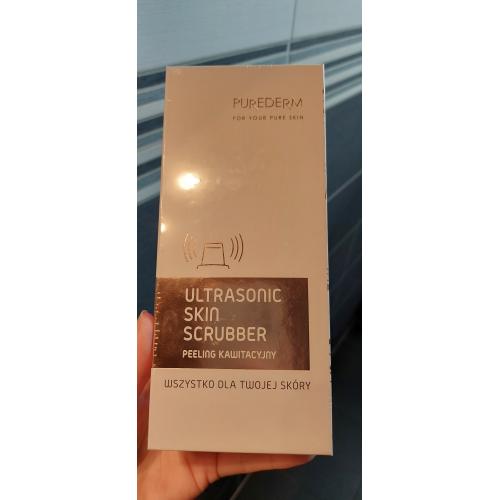 PUREDERM
FOR YOUR PURE SKIN
ULTRASONIC
SKIN
SCRUBBER
PEELING KAWITACYJNY
WSZYSTKO DLA TWOJEJ SKÓRY